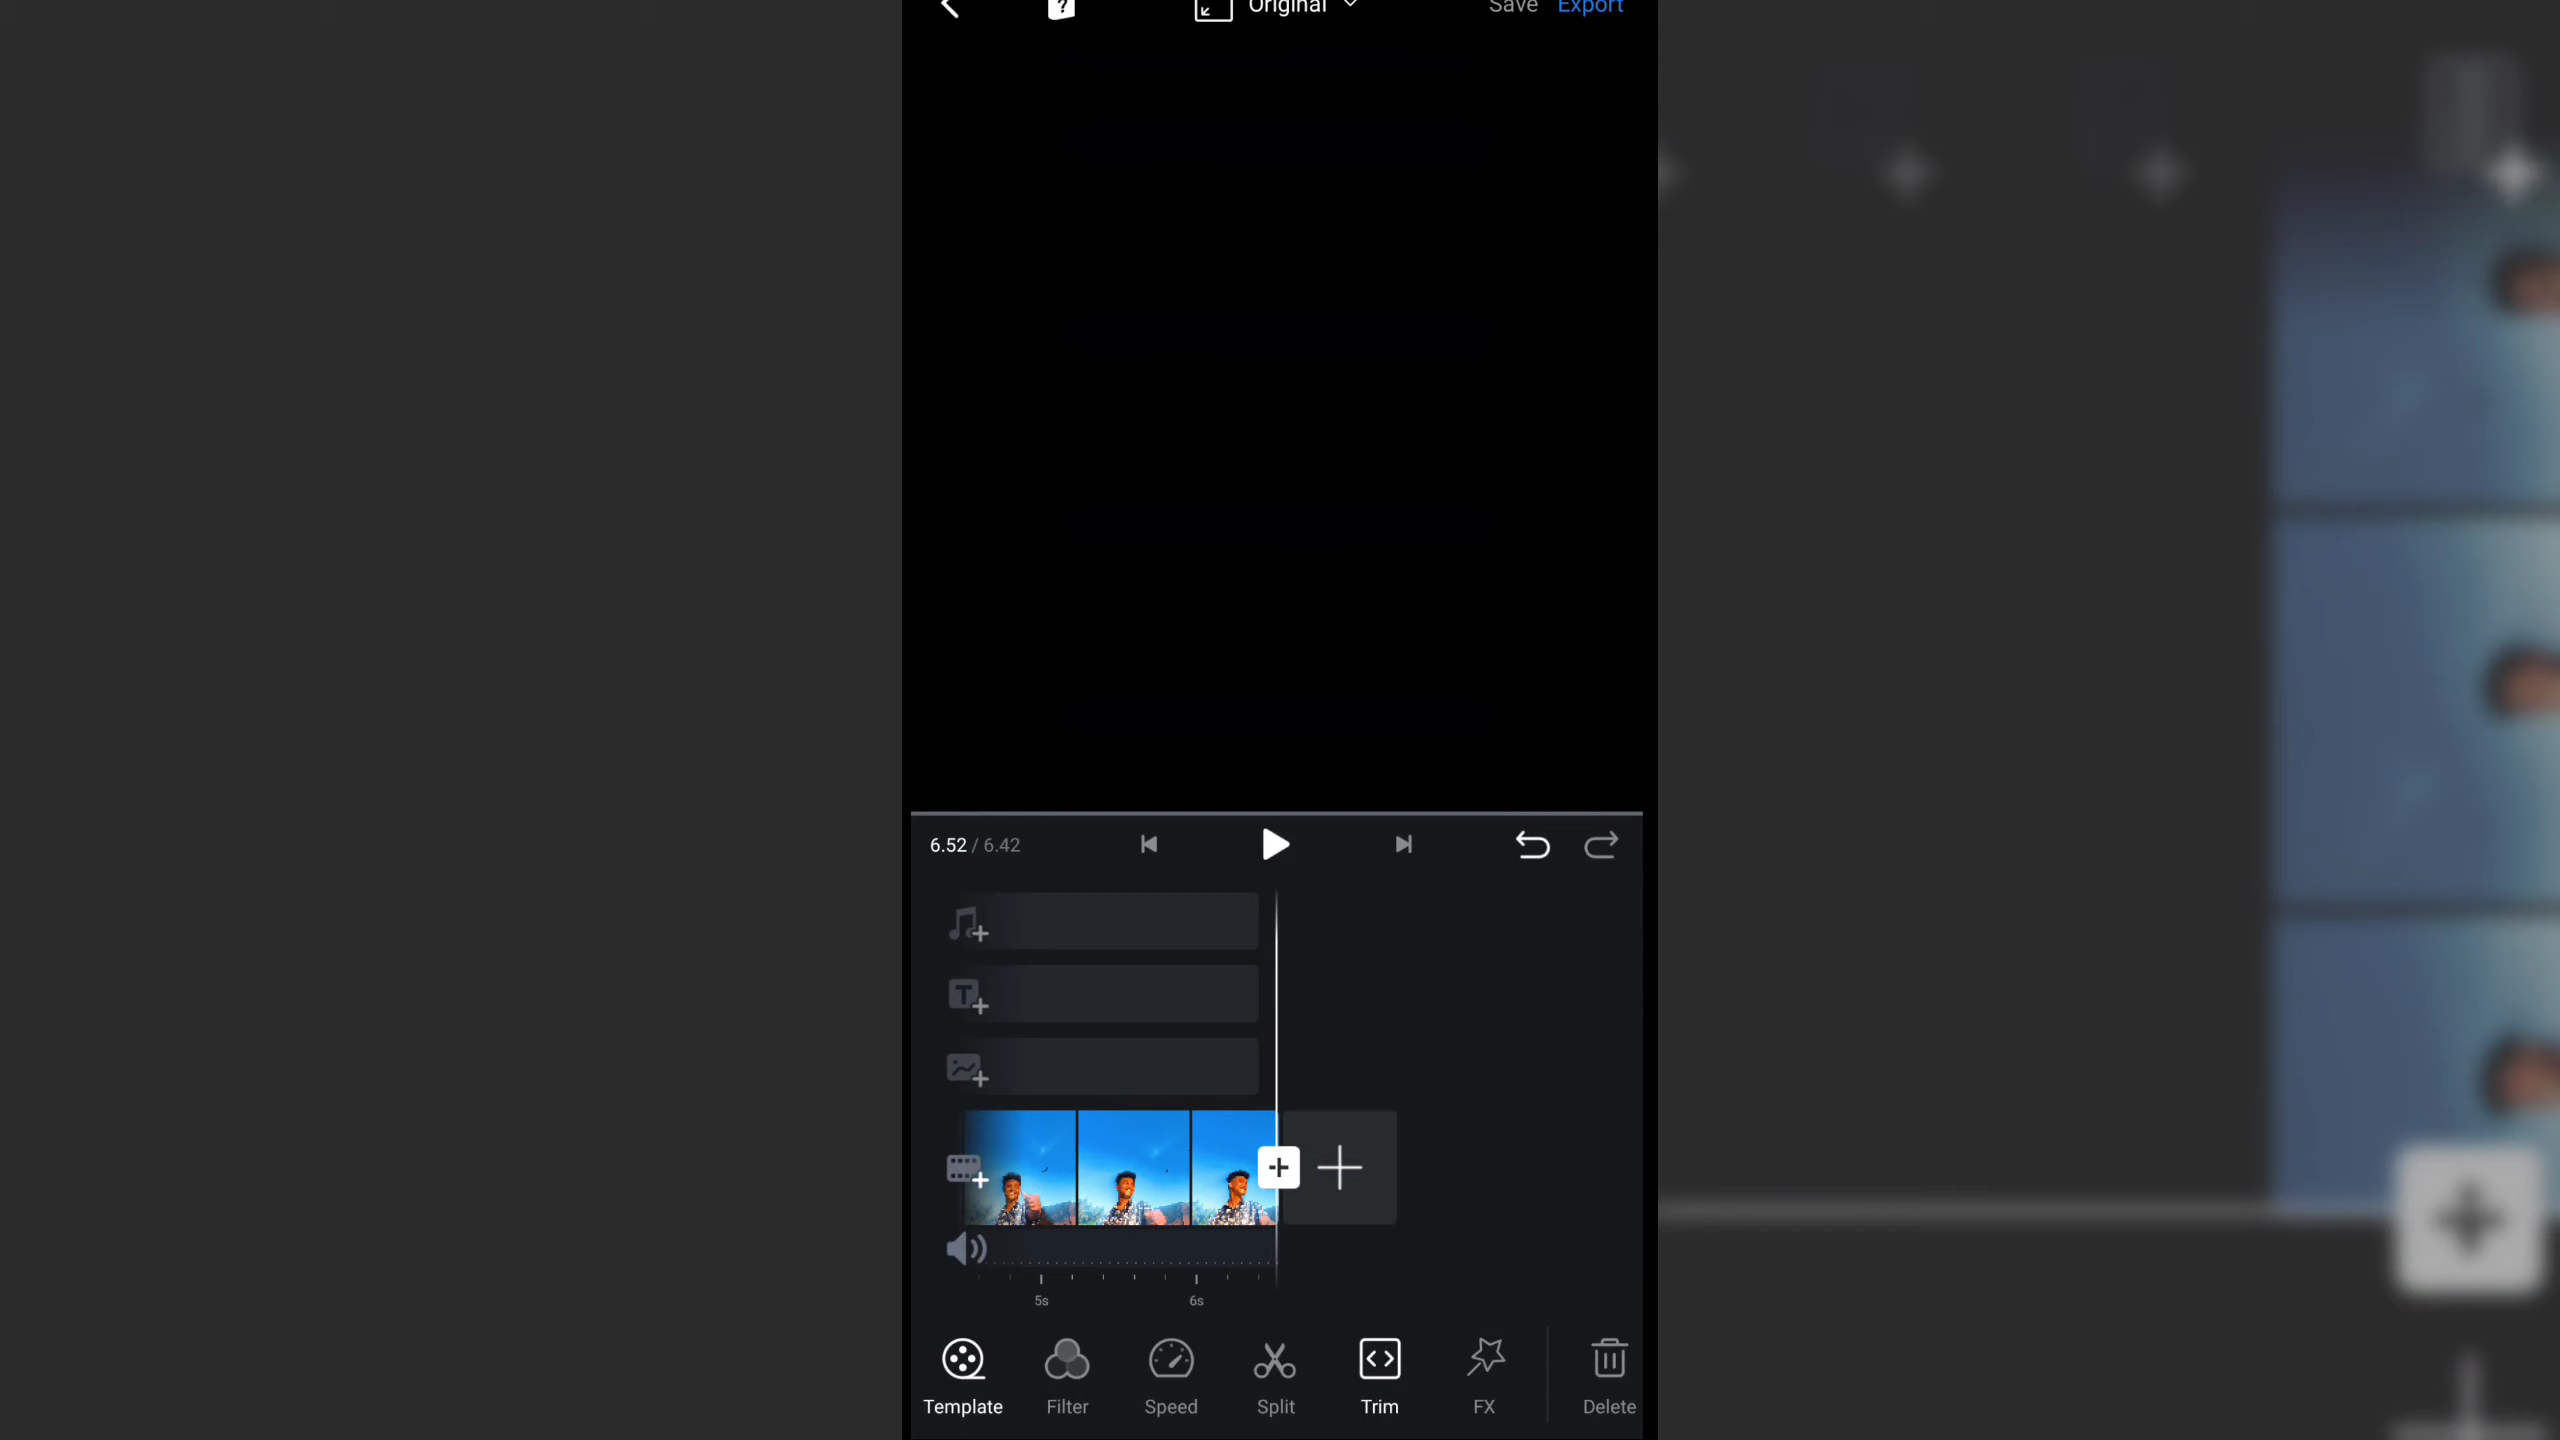 Original
Save
Export
6.52 / 6.42
5s
6s
Template
Filter
Speed
Split
Trim
FX
Delete